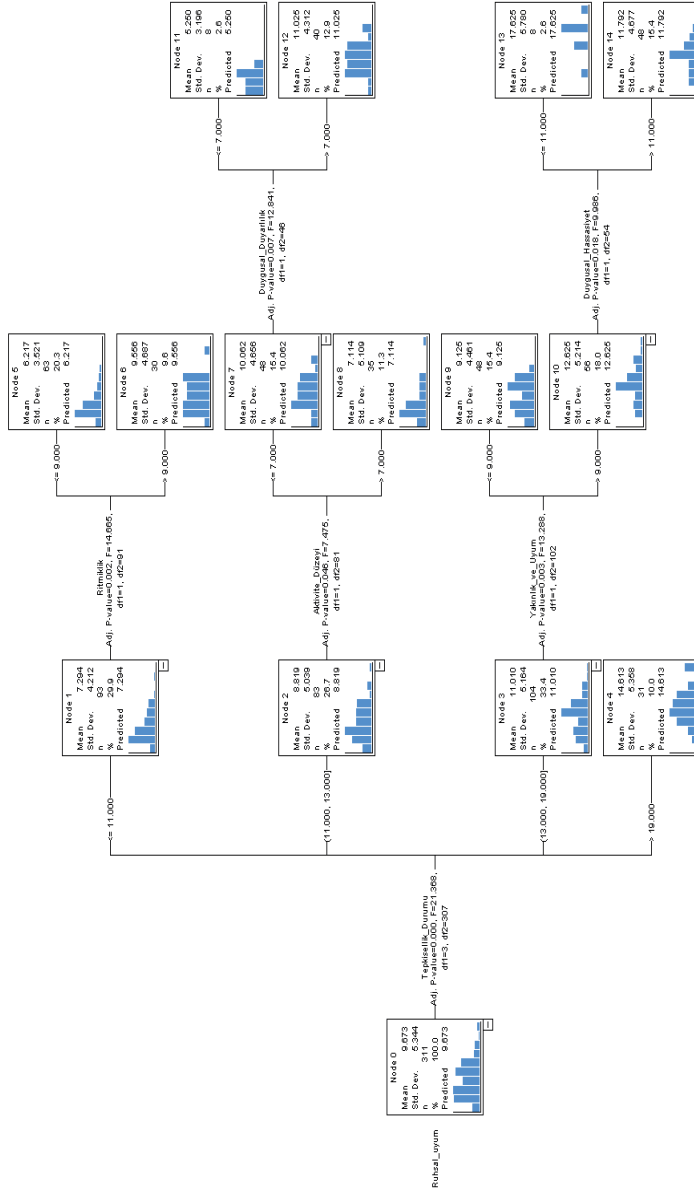 Ruhsal_uyum
Node 0
Mean 9.673
Std. Dev. 5.344
n 311
% 100.0
Predicted 9.673
Tepkisellik_Durumu
Adj. P-value=0.000, F=21.368,
df1=3, df2=307
<= 11.000
(11.000, 13.000]
(13.000, 19.000]
> 19.000
Node 1
Mean 7.294
Std. Dev. 4.212
n 93
% 29.9
Predicted 7.294
Node 2
Mean 8.819
Std. Dev. 5.039
n 83
% 26.7
Predicted 8.819
Node 3
Mean 11.010
Std. Dev. 5.164
n 104
% 33.4
Predicted 11.010
Node 4
Mean 14.613
Std. Dev. 5.358
n 31
% 10.0
Predicted 14.613
Ritmiklik
Adj. P-value=0.002, F=14.665,
df1=1, df2=91
<= 9.000
> 9.000
Aktivite_Düzeyi
Adj. P-value=0.046, F=7.475,
df1=1, df2=81
<= 7.000
> 7.000
Yakınlık_ve_Uyum
Adj. P-value=0.003, F=13.288,
df1=1, df2=102
<= 9.000
> 9.000
Node 5
Mean 6.217
Std. Dev. 3.521
n 63
% 20.3
Predicted 6.217
Node 6
Mean 9.556
Std. Dev. 4.687
n 30
% 9.6
Predicted 9.556
Node 7
Mean 10.062
Std. Dev. 4.656
n 48
% 15.4
Predicted 10.062
Node 8
Mean 7.114
Std. Dev. 5.109
n 35
% 11.3
Predicted 7.114
Node 9
Mean 9.125
Std. Dev. 4.461
n 48
% 15.4
Predicted 9.125
Node 10
Mean 12.625
Std. Dev. 5.214
n 56
% 18.0
Predicted 12.625
Duygusal_Duyarlılık
Adj. P-value=0.007, F=12.841,
df1=1, df2=46
<= 7.000
> 7.000
Duygusal_Hassasiyet
Adj. P-value=0.018, F=9.986,
df1=1, df2=54
<= 11.000
> 11.000
Node 11
Mean 5.250
Std. Dev. 3.196
n 8
% 2.6
Predicted 5.250
Node 12
Mean 11.025
Std. Dev. 4.312
n 40
% 12.9
Predicted 11.025
Node 13
Mean 17.625
Std. Dev. 5.780
n 8
% 2.6
Predicted 17.625
Node 14
Mean 11.792
Std. Dev. 4.677
n 48
% 15.4
Predicted 11.792